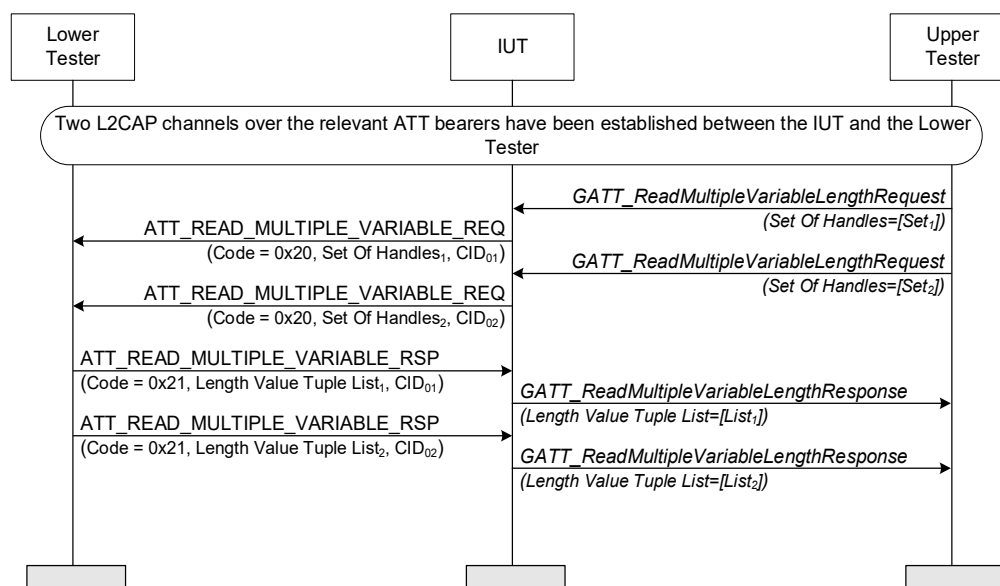 Lower
Tester
IUT
Upper
Tester
Two L2CAP channels over the relevant ATT bearers have been established between the IUT and the Lower
Tester
GATT_ReadMultipleVariableLengthRequest
(Set Of Handles=[Set₁])
ATT_READ_MULTIPLE_VARIABLE_REQ
(Code = 0x20, Set Of Handles₁, CID₀₁)
GATT_ReadMultipleVariableLengthRequest
(Set Of Handles=[Set₂])
ATT_READ_MULTIPLE_VARIABLE_REQ
(Code = 0x20, Set Of Handles₂, CID₀₂)
ATT_READ_MULTIPLE_VARIABLE_RSP
(Code = 0x21, Length Value Tuple List₁, CID₀₁)
GATT_ReadMultipleVariableLengthResponse
(Length Value Tuple List=[List₁])
ATT_READ_MULTIPLE_VARIABLE_RSP
(Code = 0x21, Length Value Tuple List₂, CID₀₂)
GATT_ReadMultipleVariableLengthResponse
(Length Value Tuple List=[List₂])